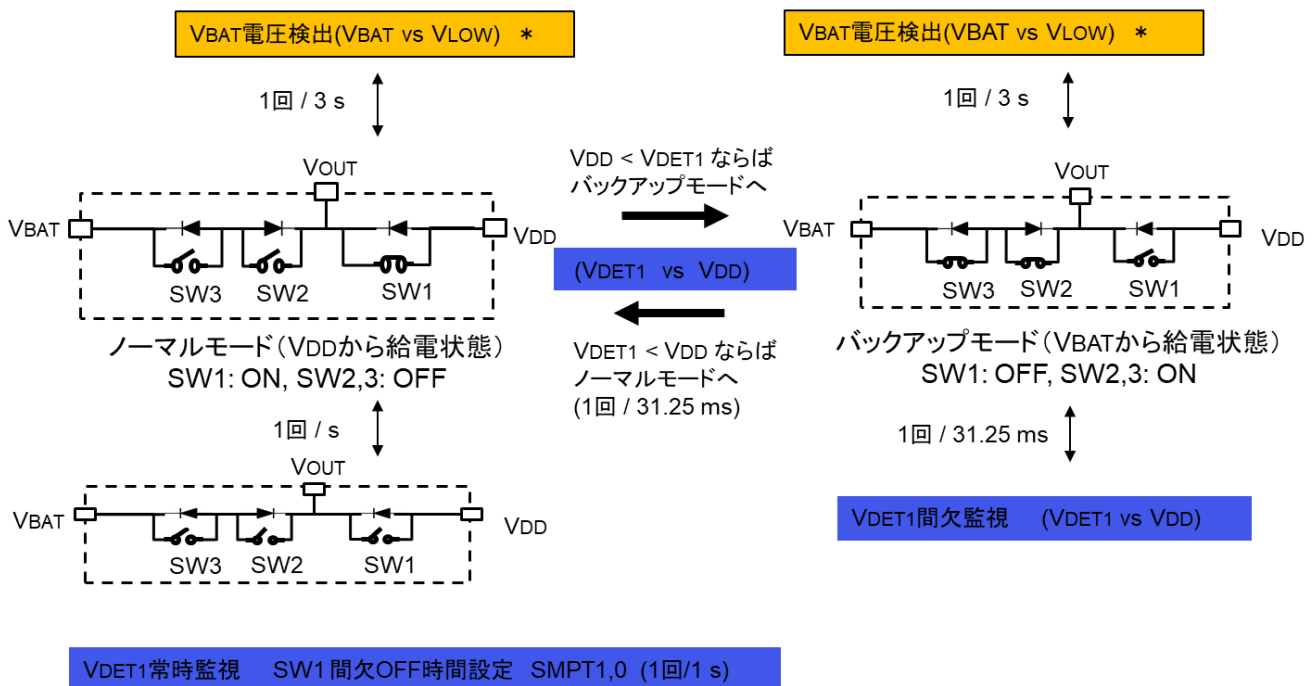 VBAT電圧検出(VBAT vs VLOW) *
VBAT電圧検出(VBAT vs VLOW) *
1回 / 3 s
1回 / 3 s
VOUT
VBAT
VDD
SW3
SW2
SW1
ノーマルモード(VDDから給電状態)
SW1: ON, SW2,3: OFF
VDD < VDET1 ならば
バックアップモードへ
(VDET1 vs VDD)
VDET1 < VDD ならば
ノーマルモードへ
(1回 / 31.25 ms)
VOUT
VBAT
VDD
SW3
SW2
SW1
バックアップモード(VBATから給電状態)
SW1: OFF, SW2,3: ON
1回 / s
VOUT
VBAT
VDD
SW3
SW2
SW1
1回 / 31.25 ms
VDET1間欠監視 (VDET1 vs VDD)
VDET1常時監視 SW1間欠OFF時間設定 SMPT1,0 (1回/1 s)